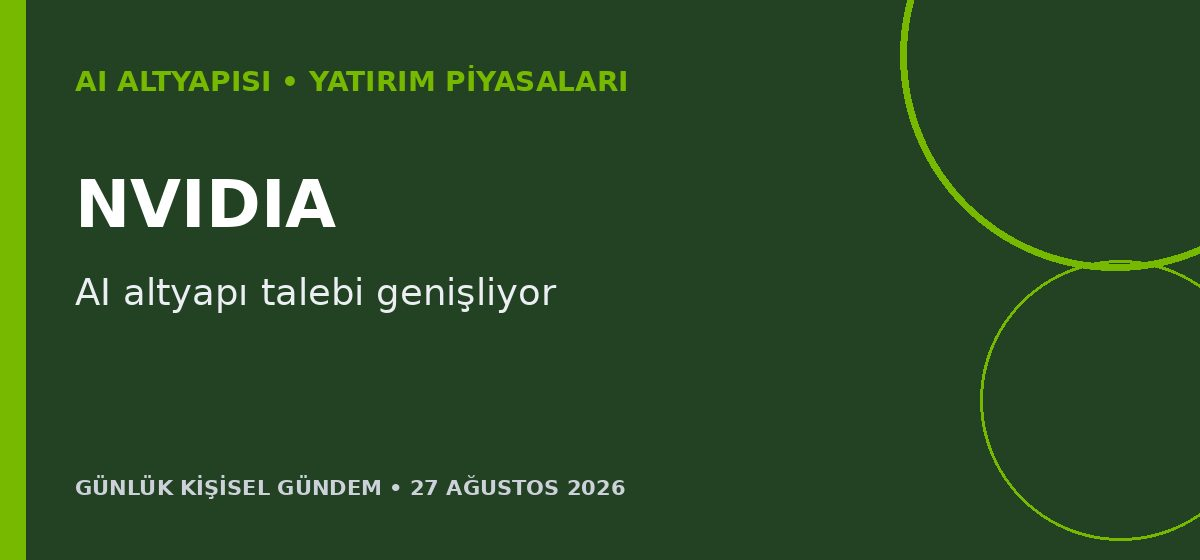 AI ALTYAPISI • YATIRIM PİYASALARI
NVIDIA
AI altyapı talebi genişliyor
GÜNLÜK KİŞİSEL GÜNDEM • 27 AĞUSTOS 2026